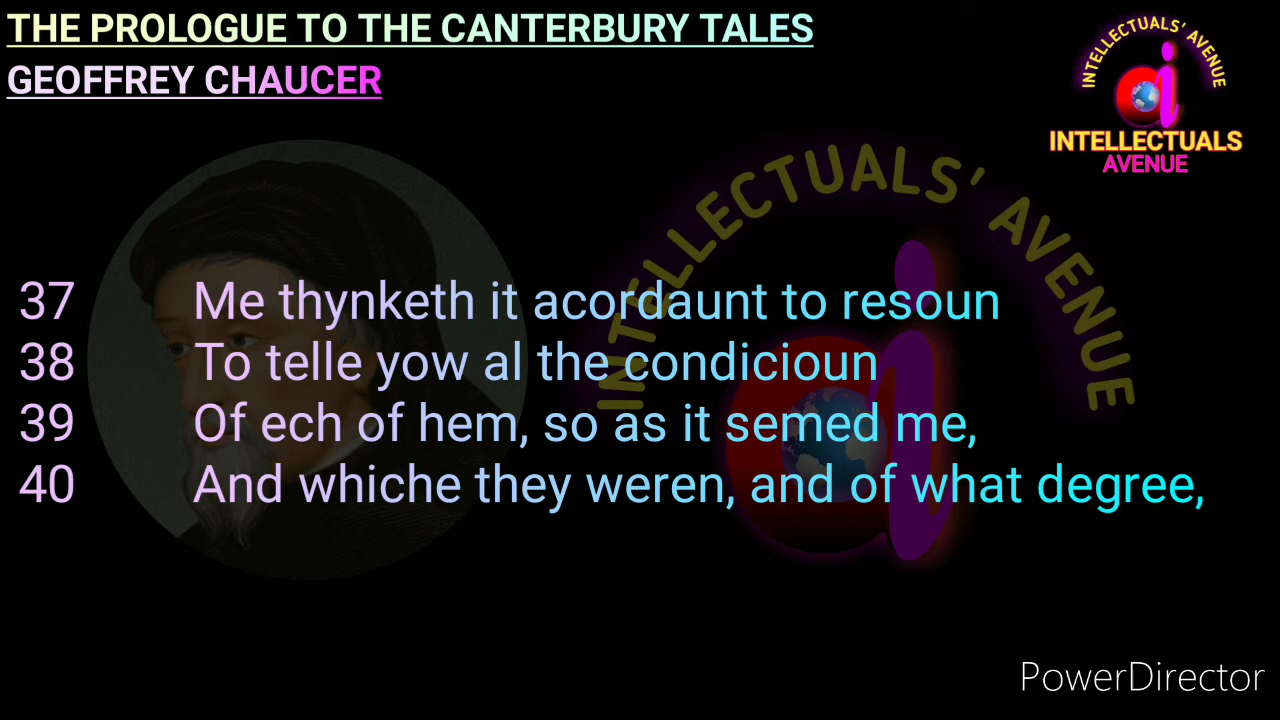 THE PROLOGUE TO THE CANTERBURY TALES
GEOFFREY CHAUCER
INTELLECTUALS' AVENUE
INTELLECTUALS
AVENUE
INTELLECTUALS' AVENUE
37 Me thynketh it acordaunt to resoun
38 To telle yow al the condicioun
39 Of ech of hem, so as it semed me,
40 And whiche they weren, and of what degree,
PowerDirector